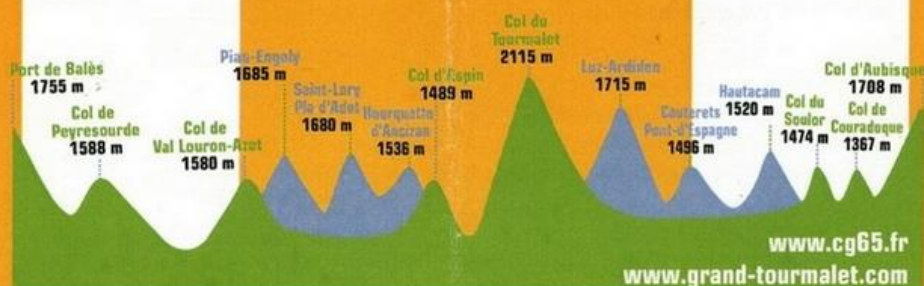 Port de Balès
1755 m
Col de
Peyresourde
1588 m
Col de
Val Louron-Azet
1580 m
Pian-Engaly
1685 m
Saint-Lary
Pla d'Adet
1680 m
Hourquette
d'Ancizan
1536 m
Col d'Aspin
1489 m
Col du
Tourmalet
2115 m
Luz-Ardiden
1715 m
Cauterets
Pont-d'Espagne
1496 m
Hautacam
1520 m
Col du
Soulor
1474 m
Col de
Couraduque
1367 m
Col d'Aubisque
1708 m
www.cg65.fr
www.grand-tourmalet.com